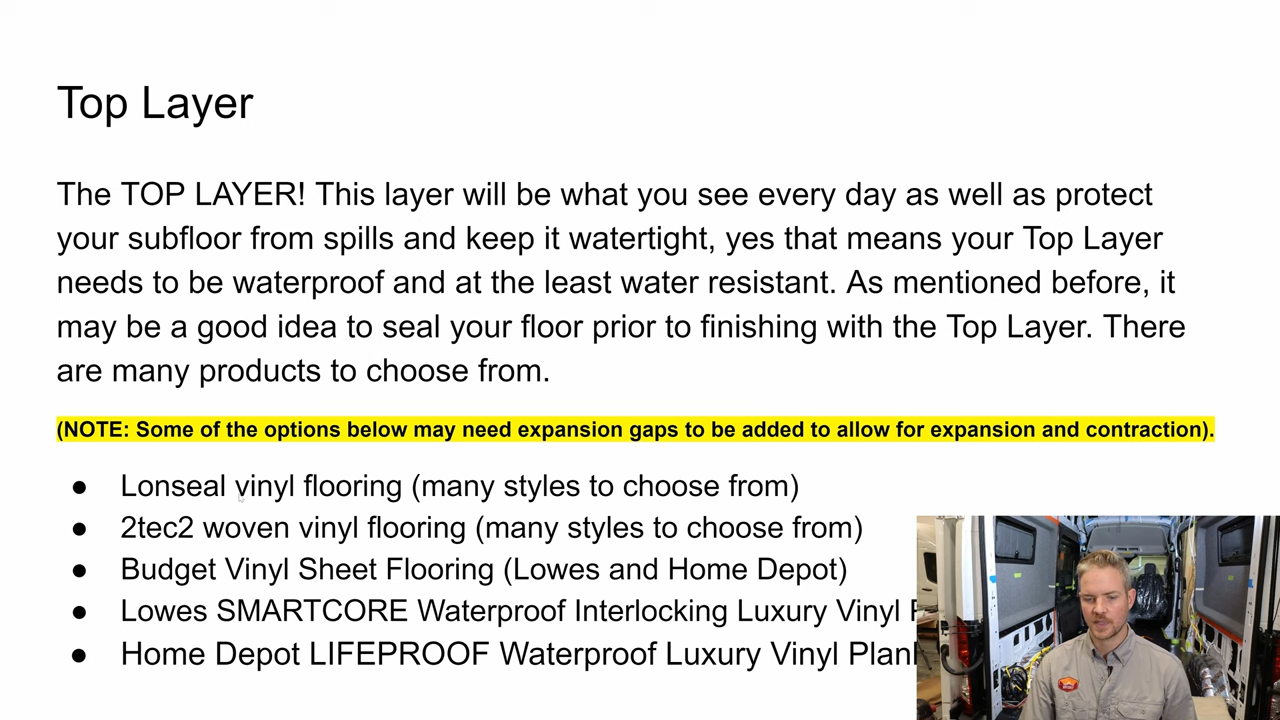 Top Layer
The TOP LAYER! This layer will be what you see every day as well as protect
your subfloor from spills and keep it watertight, yes that means your Top Layer
needs to be waterproof and at the least water resistant. As mentioned before, it
may be a good idea to seal your floor prior to finishing with the Top Layer. There
are many products to choose from.
(NOTE: Some of the options below may need expansion gaps to be added to allow for expansion and contraction).
● Lonseal vinyl flooring (many styles to choose from)
● 2tec2 woven vinyl flooring (many styles to choose from)
● Budget Vinyl Sheet Flooring (Lowes and Home Depot)
● Lowes SMARTCORE Waterproof Interlocking Luxury Vinyl
● Home Depot LIFEPROOF Waterproof Luxury Vinyl